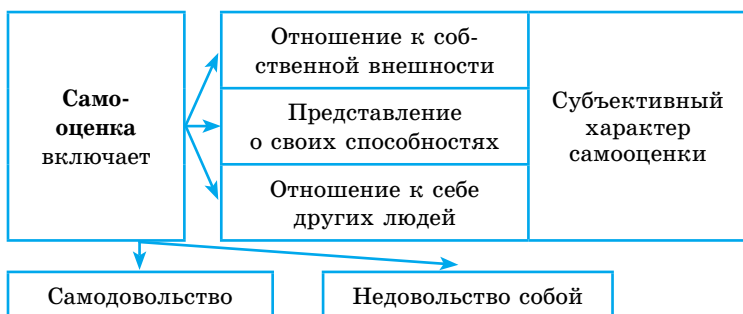 Само-
оценка
включает
Отношение к соб-
ственной внешности
Представление
о своих способностях
Отношение к себе
других людей
Субъективный
характер
самооценки
Самодовольство
Недовольство собой